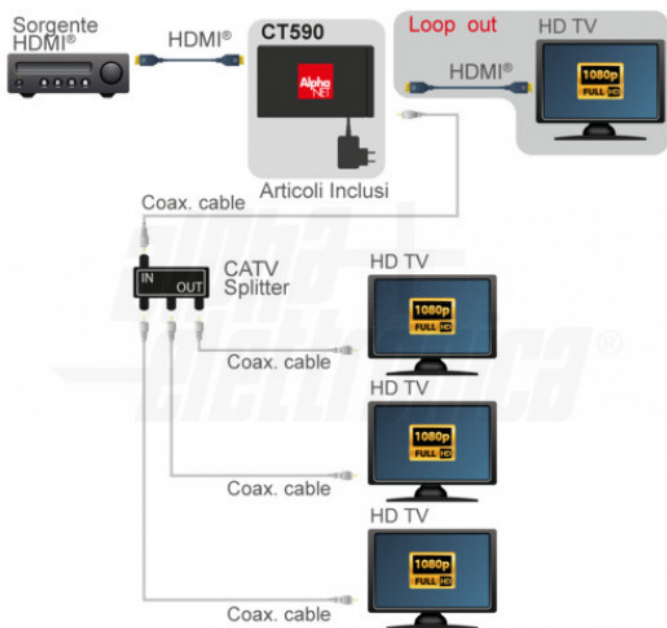 Sorgente
HDMI®
HDMI®
CT590
Alpha
NET
Loop out
HD TV
HDMI®
1080p
FULL HD
Articoli Inclusi
Coax. cable
IN
OUT
CATV
Splitter
HD TV
1080p
FULL HD
Coax. cable
HD TV
1080p
FULL HD
Coax. cable
HD TV
1080p
FULL HD
Coax. cable
alpha
elettronica®